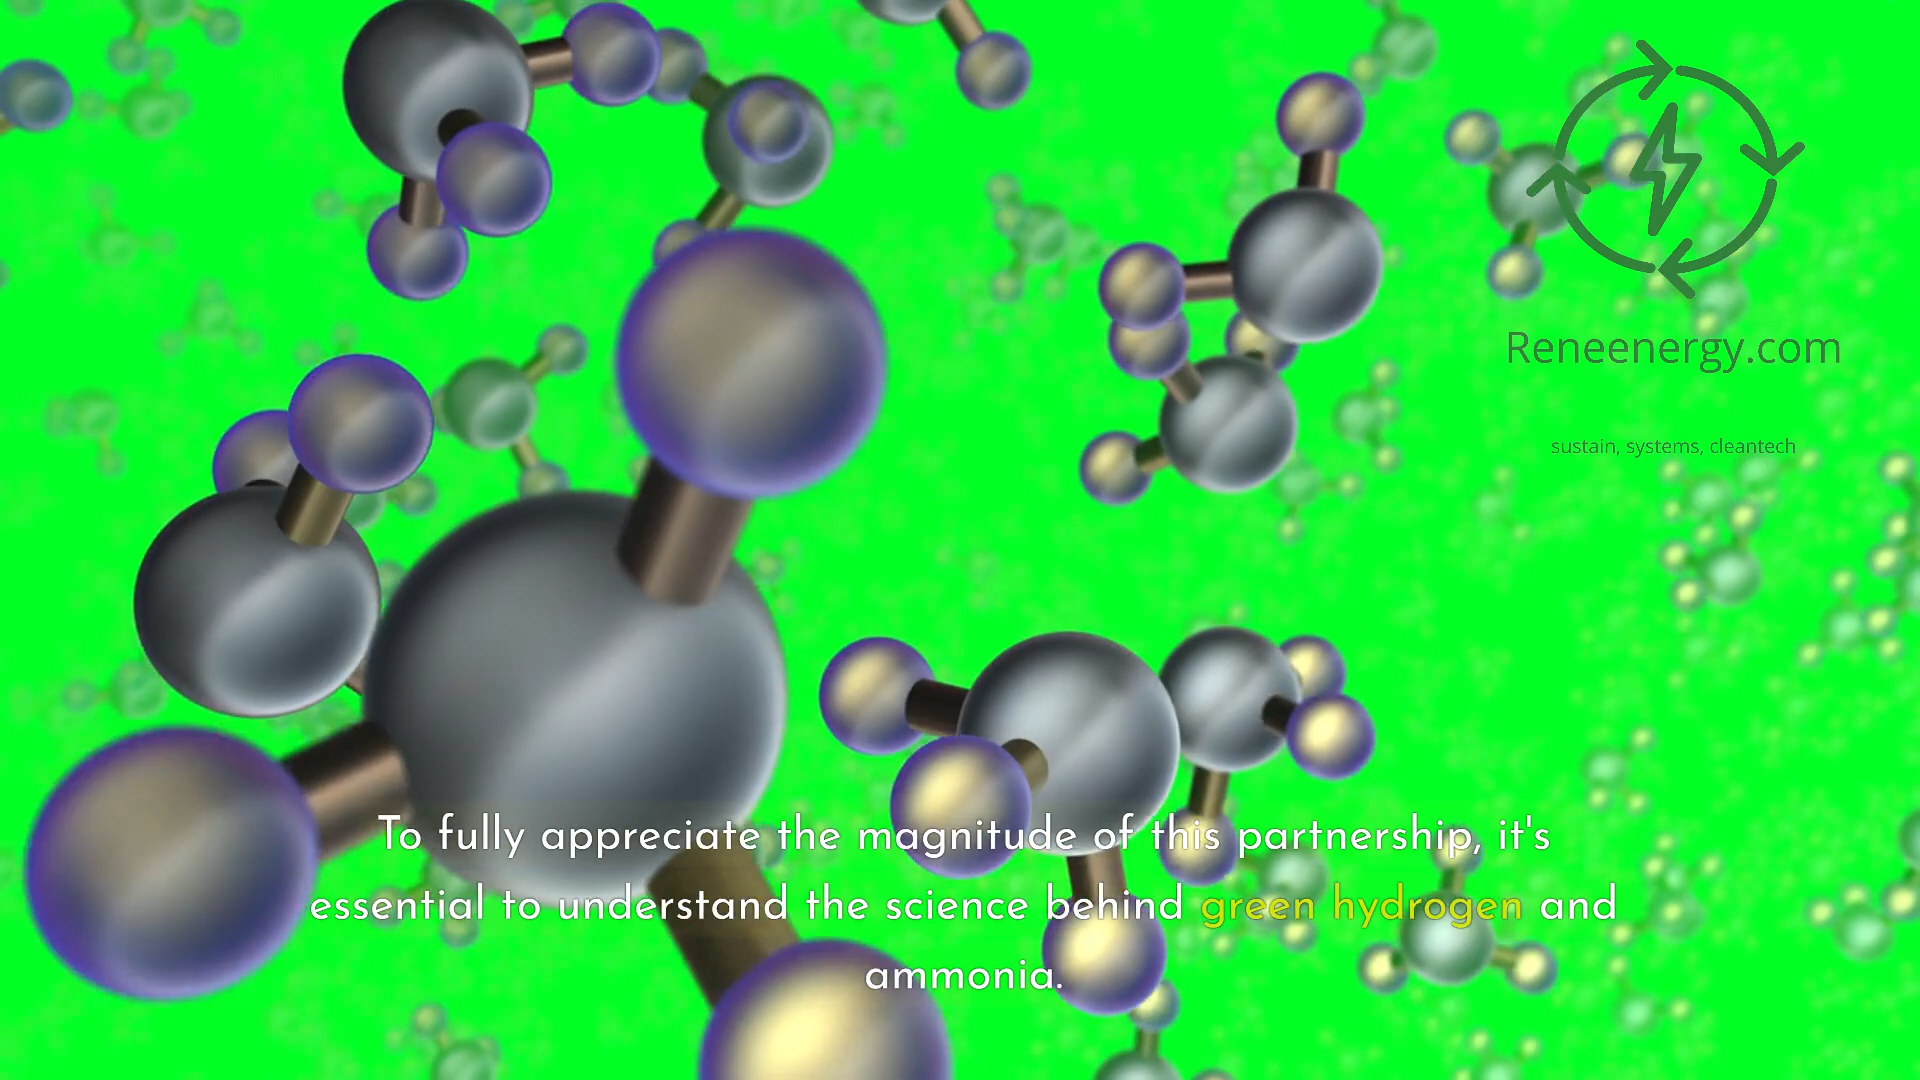 Reneenergy.com
sustain, systems, cleantech
To fully appreciate the magnitude of this partnership, it's
essential to understand the science behind green hydrogen and
ammonia.